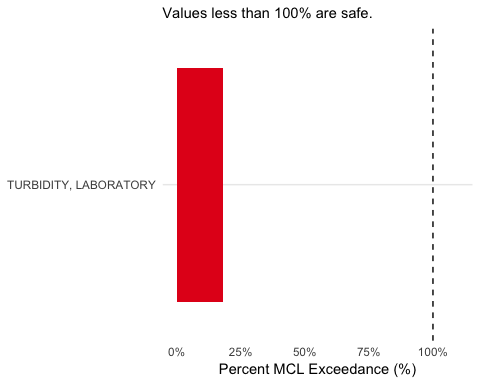 Values less than 100% are safe.
TURBIDITY, LABORATORY
0% 25% 50% 75% 100%
Percent MCL Exceedance (%)